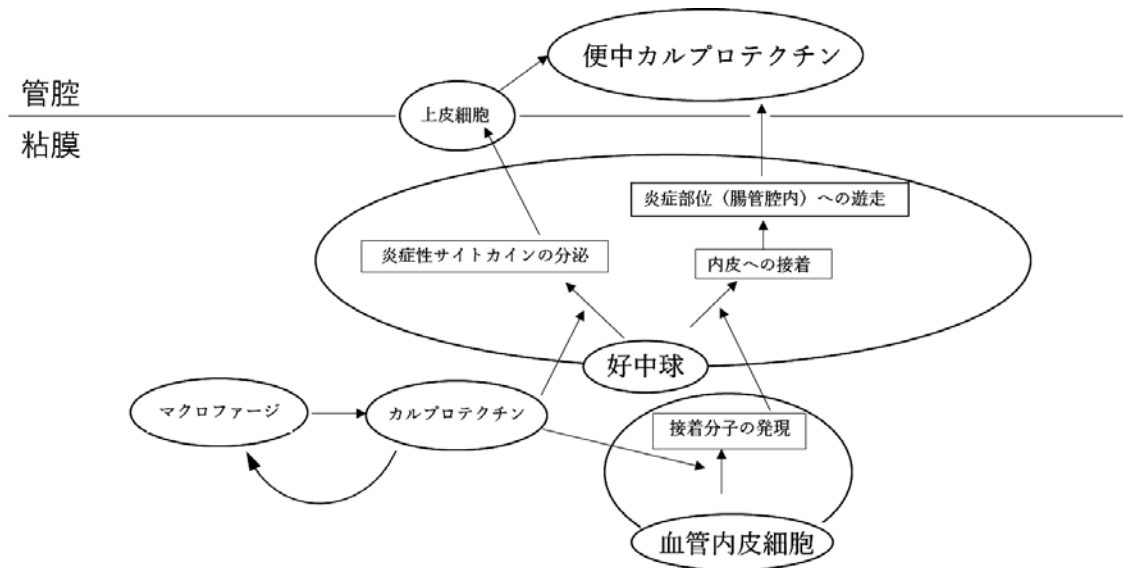 便中カルプロテクチン
管腔
上皮細胞
粘膜
炎症部位（腸管腔内）への遊走
炎症性サイトカインの分泌
内皮への接着
好中球
マクロファージ
カルプロテクチン
接着分子の発現
血管内皮細胞